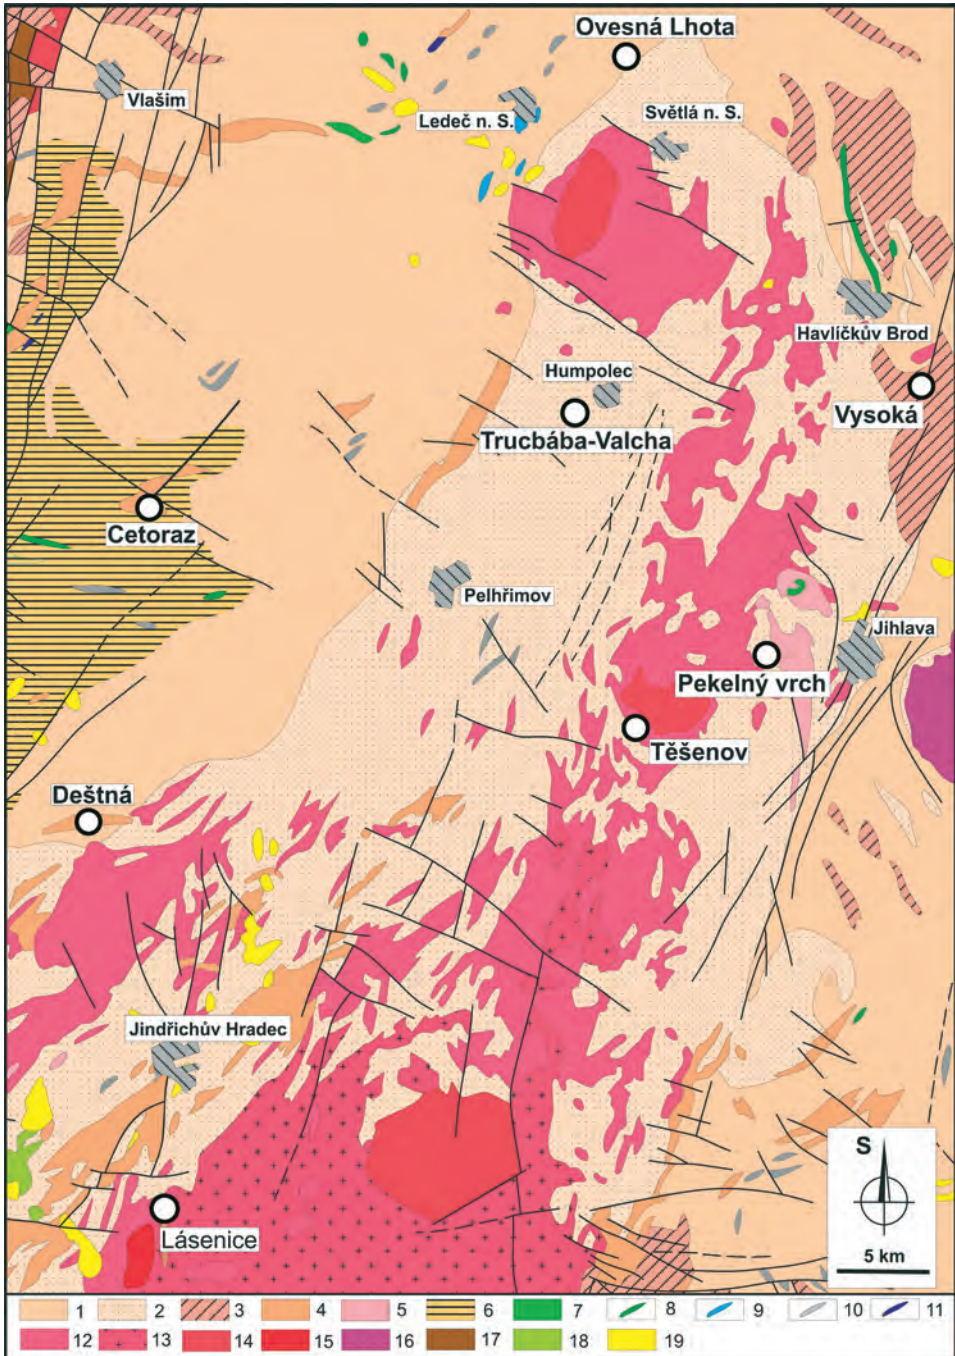 Ovesná Lhota
Vlašim
Ledeč n. S.
Světlá n. S.
Havlíčkův Brod
Humpolec
Vysoká
Trucbába-Valcha
Cetoraz
Pelhřimov
Jihlava
Pekelný vrch
Těšenov
Deštná
Jindřichův Hradec
S
Lásenice
5 km
1 2 3 4 5 6 7 8 9 10 11
12 13 14 15 16 17 18 19